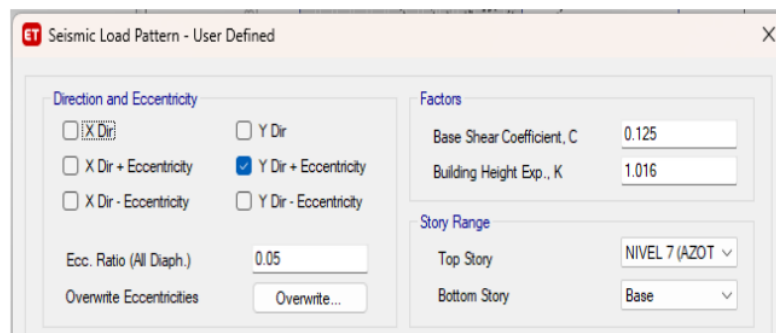 ET Seismic Load Pattern - User Defined X
Direction and Eccentricity
X Dir Y Dir
X Dir + Eccentricity Y Dir + Eccentricity
X Dir - Eccentricity Y Dir - Eccentricity
Ecc. Ratio (All Diaph.) 0.05
Overwrite Eccentricities Overwrite...
Factors
Base Shear Coefficient, C 0.125
Building Height Exp., K 1.016
Story Range
Top Story NIVEL 7 (AZOT
Bottom Story Base